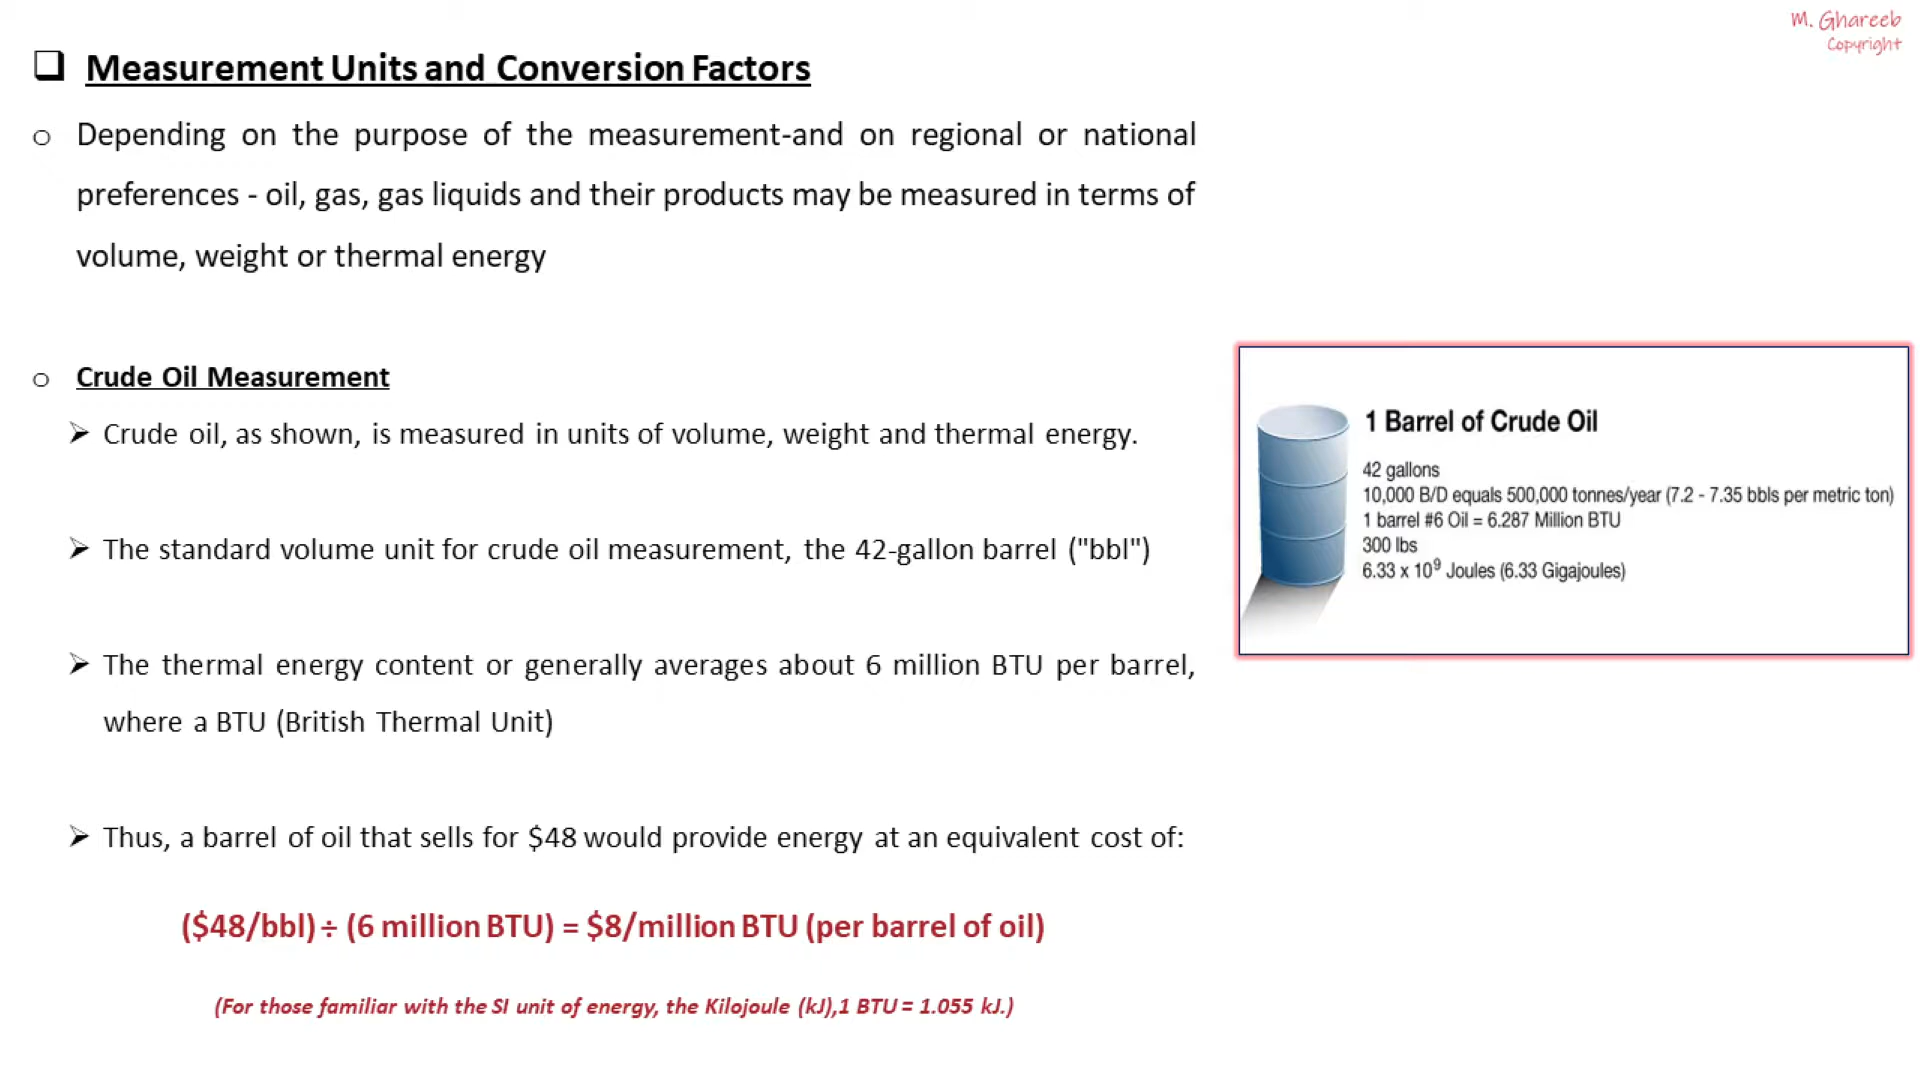 M. Ghareeb
Copyright
Measurement Units and Conversion Factors
Depending on the purpose of the measurement-and on regional or national
preferences - oil, gas, gas liquids and their products may be measured in terms of
volume, weight or thermal energy
Crude Oil Measurement
Crude oil, as shown, is measured in units of volume, weight and thermal energy.
The standard volume unit for crude oil measurement, the 42-gallon barrel ("bbl")
The thermal energy content or generally averages about 6 million BTU per barrel,
where a BTU (British Thermal Unit)
Thus, a barrel of oil that sells for $48 would provide energy at an equivalent cost of:
($48/bbl) ÷ (6 million BTU) = $8/million BTU (per barrel of oil)
(For those familiar with the SI unit of energy, the Kilojoule (kJ),1 BTU = 1.055 kJ.)
1 Barrel of Crude Oil
42 gallons
10,000 B/D equals 500,000 tonnes/year (7.2 - 7.35 bbls per metric ton)
1 barrel #6 Oil = 6.287 Million BTU
300 lbs
6.33 x 10⁹ Joules (6.33 Gigajoules)